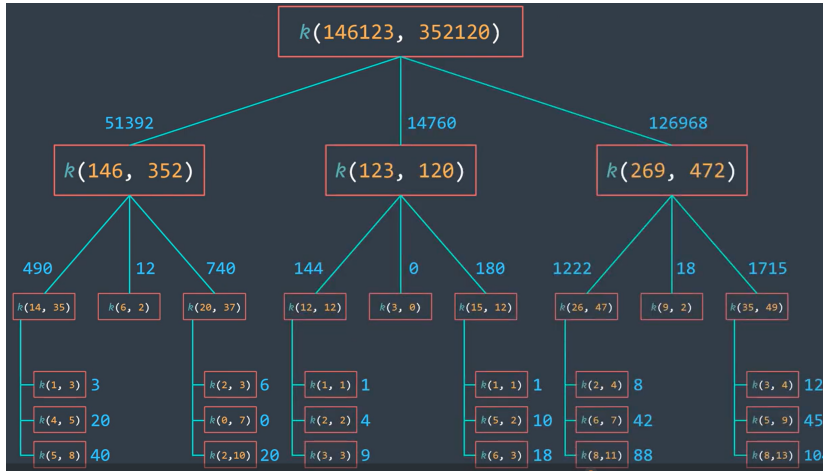 k(146123, 352120)
51392 14760 126968
k(146, 352) k(123, 120) k(269, 472)
490 12 740 144 0 180 1222 18 1715
k(14, 35) k(6, 2) k(20, 37) k(12, 12) k(3, 0) k(15, 12) k(26, 47) k(9, 2) k(35, 49)
k(1, 3) 3 k(2, 3) 6 k(1, 1) 1 k(1, 1) 1 k(2, 4) 8 k(3, 4) 12
k(4, 5) 20 k(0, 7) 0 k(2, 2) 4 k(5, 2) 10 k(6, 7) 42 k(5, 9) 45
k(5, 8) 40 k(2,10) 20 k(3, 3) 9 k(6, 3) 18 k(8,11) 88 k(8,13) 104